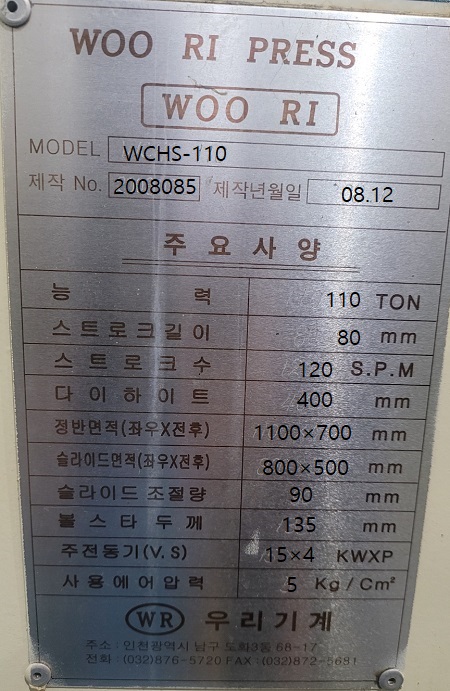 WOO RI PRESS
WOO RI
MODEL WCHS-110
제작 No. 2008085 제작년월일 08.12
주요사양
능력 110 TON
스트로크길이 80 mm
스트로크수 120 S.P.M
다이하이트 400 mm
정반면적(좌우X전후) 1100×700 mm
슬라이드면적(좌우X전후) 800×500 mm
슬라이드 조절량 90 mm
볼스타두께 135 mm
주전동기(V.S) 15×4 KWXP
사용에어압력 5 Kg/Cm²
WR 우리기계
주소 : 인천광역시 남구 도화3동 68-17
전화 : (032)876-5720 FAX : (032)872-5681